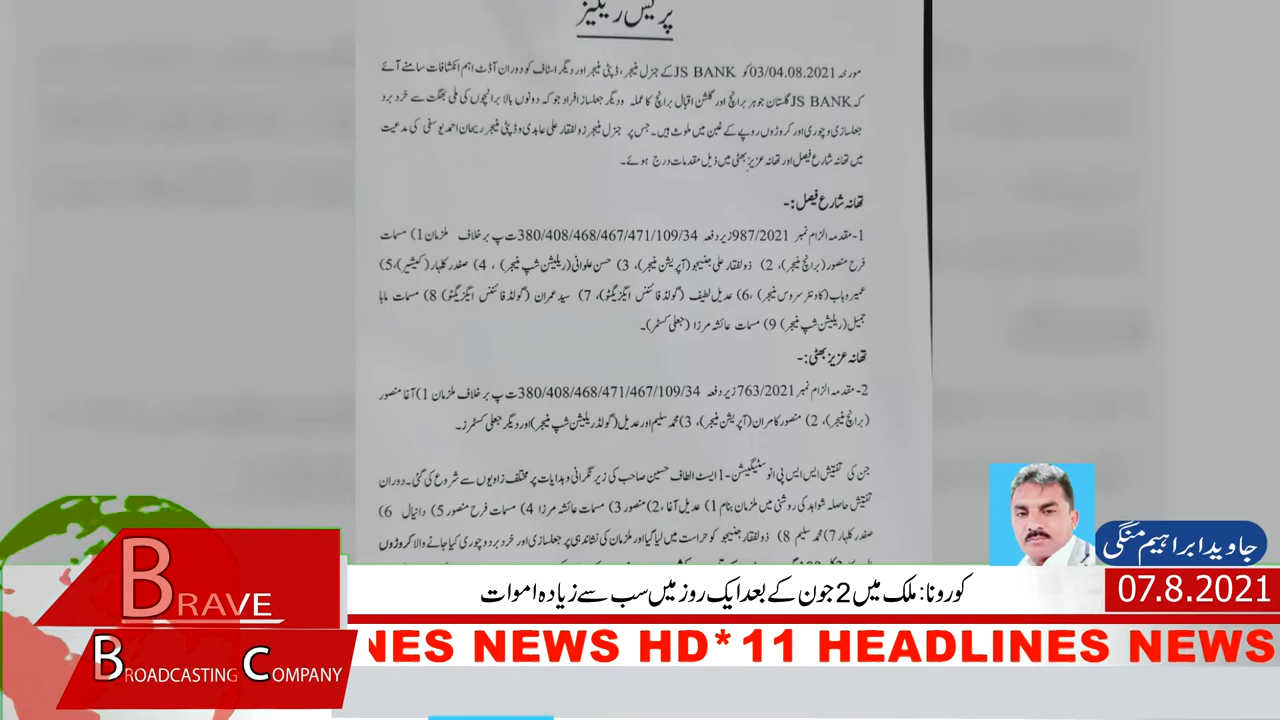 پریس ریلیز
مورخہ 03/04.08.2021 کو JS BANK کے جنرل منیجر، ڈپٹی منیجر اور دیگر اسٹاف کو دوران آڈٹ اہم انکشافات سامنے آئے
کہ JS BANK گلستان جوہر برانچ اور گلشن اقبال برانچ کا عملہ ودیگر جعلساز افراد جو کہ دونوں بالا برانچوں کی ملی بھگت سے خرد برد
جعلسازی و چوری اور کروڑوں روپے کے غبن میں ملوث ہیں۔ جس پر جنرل منیجر زولفقار علی عابدی و ڈپٹی منیجر ریحان احمد یوسفی کی مدعیت
میں تھانہ شارع فیصل اور تھانہ عزیز بھٹی میں ذیل مقدمات درج ہوئے۔
تھانہ شارع فیصل:-
1- مقدمہ الزام نمبر 987/2021 زیر دفعہ 380/408/468/467/471/109/34 ت پ برخلاف ملزمان 1) مسمات
فرح منصور (برانچ منیجر)، 2) ذولفقار علی جنیجو (آپریشن منیجر)، 3) حسن علوانی (ریلیشن شپ منیجر) ، 4) صفدر کلہار (کیشیر)، 5)
عمیر وہاب (کاونٹر سروس منیجر) ، 6) عدیل لطیف (گولڈ فائننس ایگزیگٹو)، 7) سید عمران (گولڈ فائننس ایگزیگٹو) 8) مسمات ماہا
جمیل (ریلیشن شپ منیجر) 9) مسمات عائشہ مرزا (جعلی کسٹمر)۔
تھانہ عزیز بھٹی:-
2- مقدمہ الزام نمبر 763/2021 زیر دفعہ 380/408/468/471/467/109/34 ت پ برخلاف ملزمان 1) آغا منصور
(برانچ منیجر)، 2) منصور کامران (آپریشن منیجر)، 3) محمد سلیم اور عدیل (گولڈ ریلیشن شپ منیجر) اور دیگر جعلی کسٹمرز۔
جن کی تفتیش ایس ایس پی انوسٹیگیشن-1 ایسٹ الطاف حسین صاحب کی زیر نگرانی و ہدایات پر مختلف زاویوں سے شروع کی گئی۔ دوران
تفتیش حاصلہ شواہد کی روشنی میں ملزمان بنام 1) عدیل آغا ، 2) منصور 3) مسمات عائشہ مرزا 4) مسمات فرح منصور 5) دانیال 6)
صفدر کلہار 7) محمد سلیم 8) ذولفقار جنیجو کو حراست میں لیا گیا اور ملزمان کی نشاندہی پر جعلسازی اور خرد برد و چوری کیا جانے والا کروڑوں
جاوید ابراہیم منگی
کورونا: ملک میں 2 جون کے بعد ایک روز میں سب سے زیادہ اموات
07.8.2021
BRAVE
BROADCASTING COMPANY
NES NEWS HD*11 HEADLINES NEWS